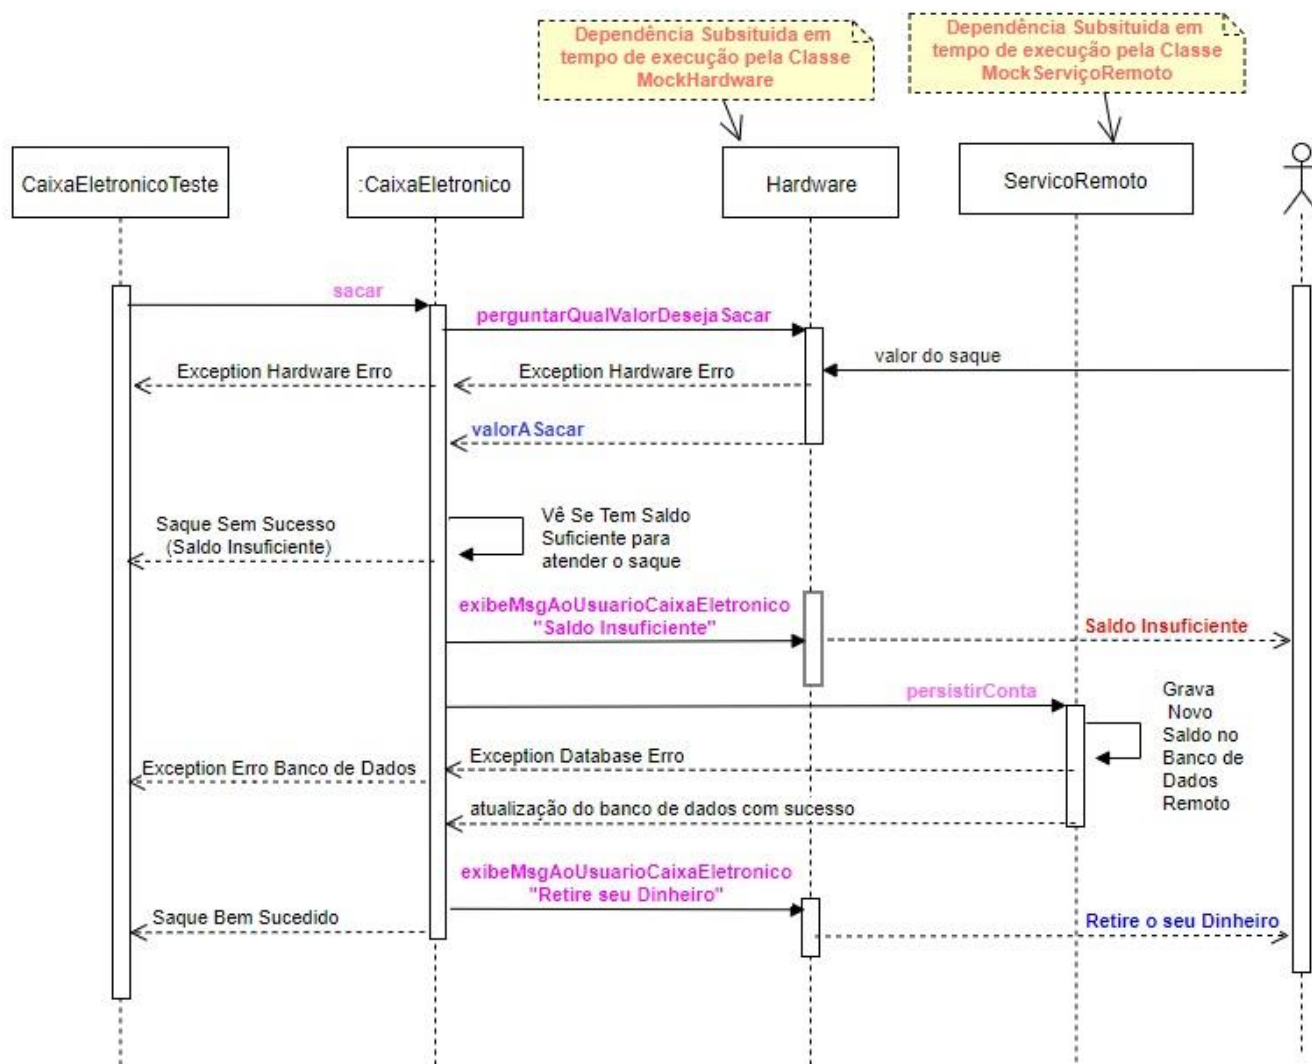 Dependência Subsituida em
tempo de execução pela Classe
MockHardware
Dependência Subsituida em
tempo de execução pela Classe
MockServiçoRemoto
CaixaEletronicoTeste
:CaixaEletronico
Hardware
ServicoRemoto
sacar
perguntarQualValorDesejaSacar
valor do saque
Exception Hardware Erro
Exception Hardware Erro
valorASacar
Saque Sem Sucesso
(Saldo Insuficiente)
Vê Se Tem Saldo
Suficiente para
atender o saque
exibeMsgAoUsuarioCaixaEletronico
"Saldo Insuficiente"
Saldo Insuficiente
persistirConta
Grava
Novo
Saldo no
Banco de
Dados
Remoto
Exception Database Erro
Exception Erro Banco de Dados
atualização do banco de dados com sucesso
exibeMsgAoUsuarioCaixaEletronico
"Retire seu Dinheiro"
Saque Bem Sucedido
Retire o seu Dinheiro